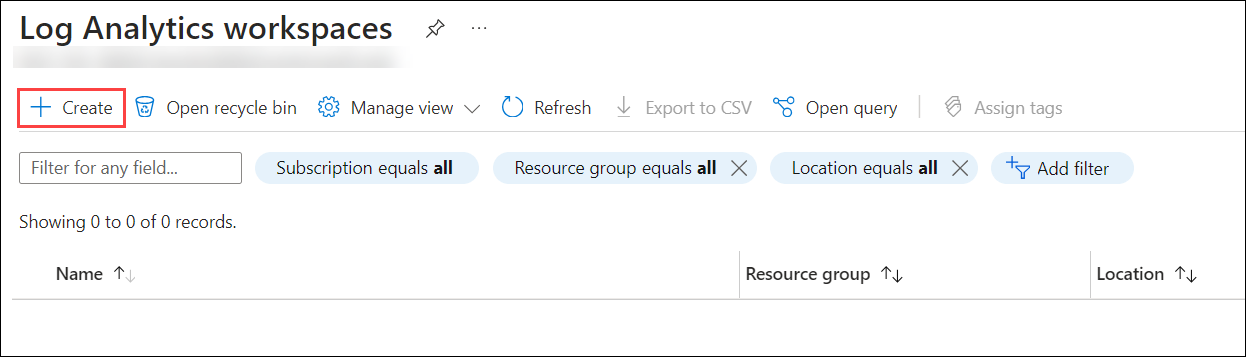 Log Analytics workspaces ...
Create Open recycle bin Manage view Refresh Export to CSV Open query Assign tags
Filter for any field... Subscription equals all Resource group equals all Location equals all Add filter
Showing 0 to 0 of 0 records.
Name Resource group Location